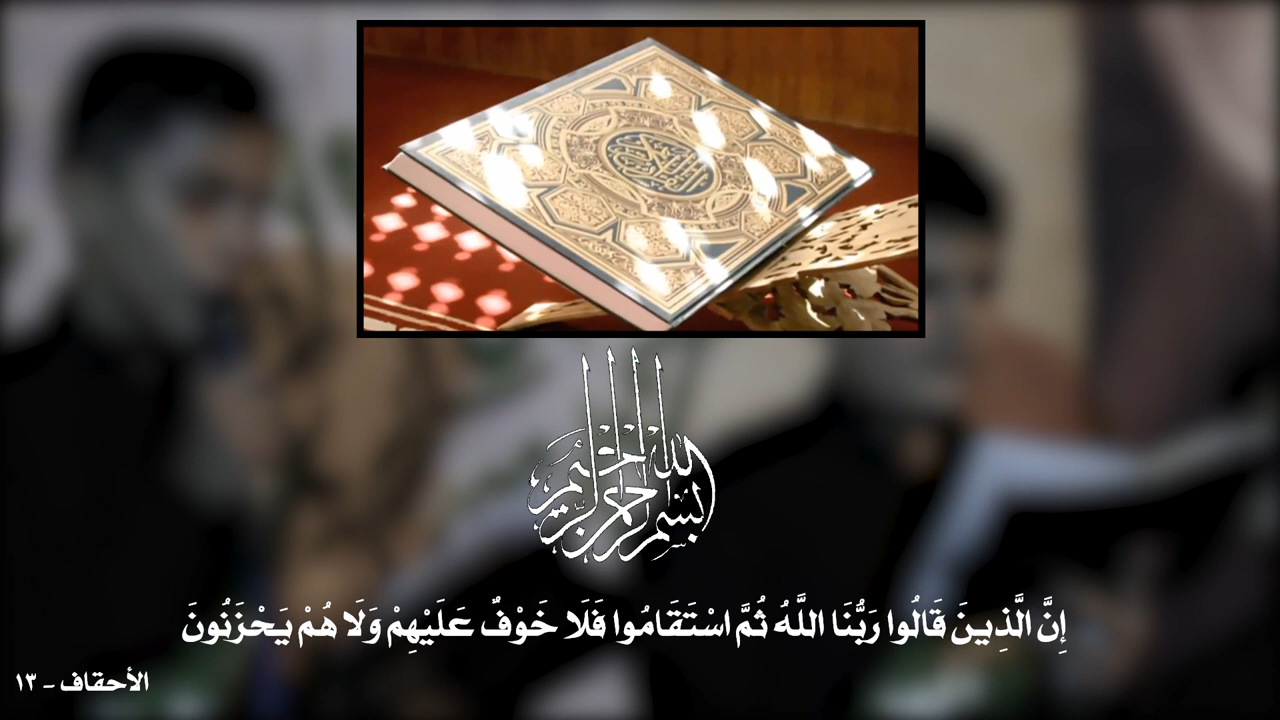 بسم الله الرحمن الرحيم
إِنَّ الَّذِينَ قَالُوا رَبُّنَا اللَّهُ ثُمَّ اسْتَقَامُوا فَلَا خَوْفٌ عَلَيْهِمْ وَلَا هُمْ يَحْزَنُونَ
الأحقاف - ١٣